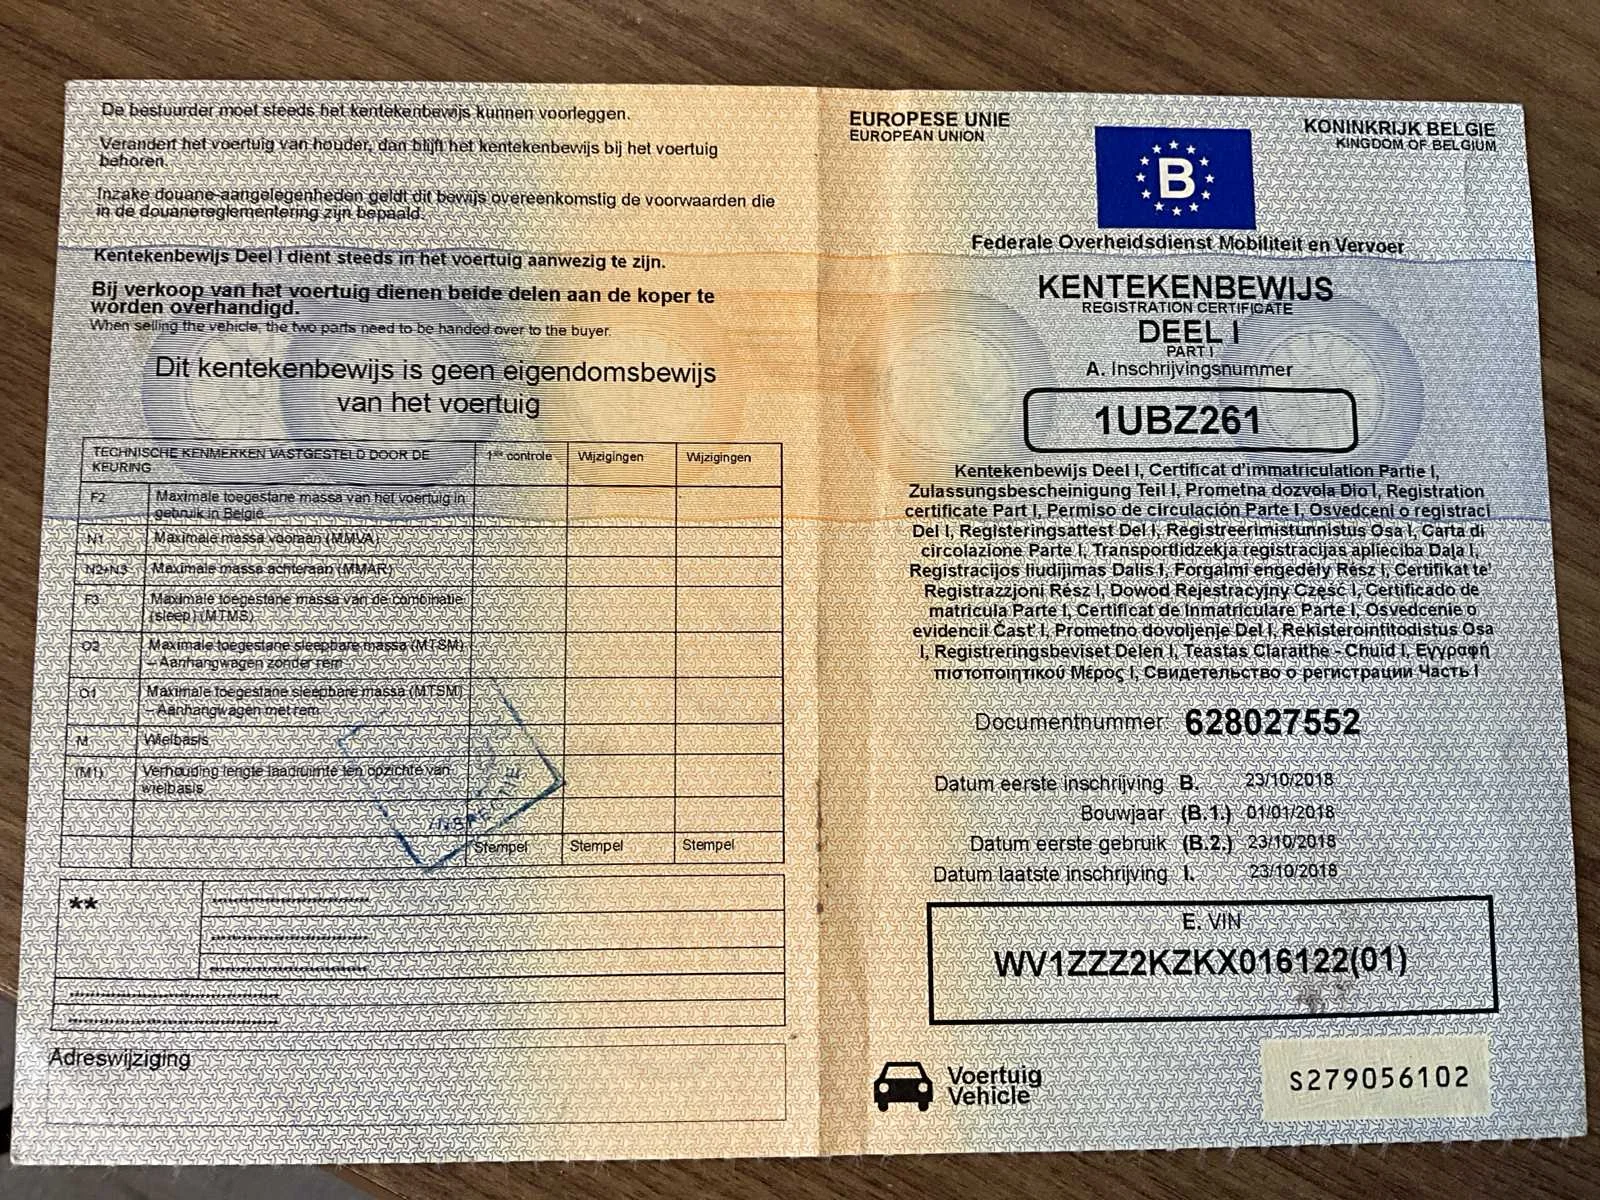 De bestuurder moet steeds het kentekenbewijs kunnen voorleggen.
Verandert het voertuig van houder, dan blijft het kentekenbewijs bij het voertuig
behoren.
Inzake douane-aangelegenheden geldt dit bewijs overeenkomstig de voorwaarden die
in de douanereglementering zijn bepaald.
Kentekenbewijs Deel I dient steeds in het voertuig aanwezig te zijn.
Bij verkoop van het voertuig dienen beide delen aan de koper te
worden overhandigd.
When selling the vehicle, the two parts need to be handed over to the buyer.
Dit kentekenbewijs is geen eigendomsbewijs
van het voertuig
TECHNISCHE KENMERKEN VASTGESTELD DOOR DE
KEURING
1ste controle
Wijzigingen
Wijzigingen
F2 Maximale toegestane massa van het voertuig in
gebruik in België
N1 Maximale massa vooraan (MMVA)
N2+N3 Maximale massa achteraan (MMAR)
F3 Maximale toegestane massa van de combinatie
(sleep) (MTMS)
O2 Maximale toegestane sleepbare massa (MTSM)
– Aanhangwagen zonder rem
O1 Maximale toegestane sleepbare massa (MTSM)
– Aanhangwagen met rem
M Wielbasis
(M1) Verhouding lengte laadruimte ten opzichte van
wielbasis
Stempel
Stempel
Stempel
**
Adreswijziging
EUROPESE UNIE
EUROPEAN UNION
B
KONINKRIJK BELGIE
KINGDOM OF BELGIUM
Federale Overheidsdienst Mobiliteit en Vervoer
KENTEKENBEWIJS
REGISTRATION CERTIFICATE
DEEL I
PART I
A. Inschrijvingsnummer
1UBZ261
Kentekenbewijs Deel I, Certificat d'immatriculation Partie I,
Zulassungsbescheinigung Teil I, Prometna dozvola Dio I, Registration
certificate Part I, Permiso de circulación Parte I, Osvedceni o registraci
Del I, Registeringsattest Del I, Registreerimistunnistus Osa I, Carta di
circolazione Parte I, Transportlidzekja registracijas aplieciba Daļa I,
Registracijos liudijimas Dalis I, Forgalmi engedély Rész I, Certifikat te'
Registrazzjoni Rész I, Dowod Rejestracyjny Część I, Certificado de
matricula Parte I, Certificat de Inmatriculare Parte I, Osvedcenie o
evidencii Čast' I, Prometno dovoljenje Del I, Rekisterointitodistus Osa
I, Registreringsbeviset Delen I, Teastas Claraithe - Chuid I, Εγγραφή
πιστοποιητικού Μέρος I, Свидетельство о регистрации Часть I
Documentnummer: 628027552
Datum eerste inschrijving B. 23/10/2018
Bouwjaar (B.1.) 01/01/2018
Datum eerste gebruik (B.2.) 23/10/2018
Datum laatste inschrijving I. 23/10/2018
E. VIN
WV1ZZZ2KZKX016122(01)
Voertuig
Vehicle
S279056102